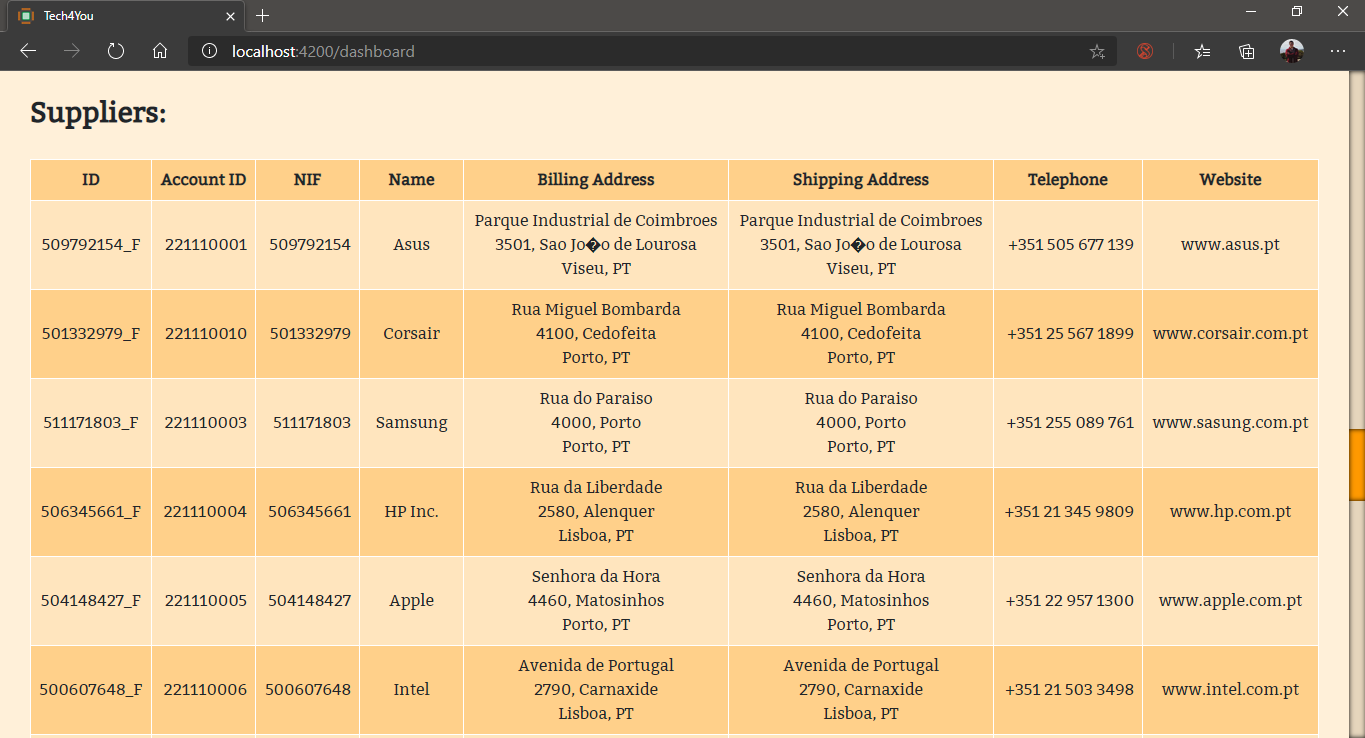 Tech4You
localhost:4200/dashboard
Suppliers:
ID Account ID NIF Name Billing Address Shipping Address Telephone Website
Parque Industrial de Coimbroes Parque Industrial de Coimbroes
509792154_F 221110001 509792154 Asus 3501, Sao Jo�o de Lourosa 3501, Sao Jo�o de Lourosa +351 505 677 139 www.asus.pt
Viseu, PT Viseu, PT
Rua Miguel Bombarda Rua Miguel Bombarda
501332979_F 221110010 501332979 Corsair 4100, Cedofeita 4100, Cedofeita +351 25 567 1899 www.corsair.com.pt
Porto, PT Porto, PT
Rua do Paraiso Rua do Paraiso
511171803_F 221110003 511171803 Samsung 4000, Porto 4000, Porto +351 255 089 761 www.sasung.com.pt
Porto, PT Porto, PT
Rua da Liberdade Rua da Liberdade
506345661_F 221110004 506345661 HP Inc. 2580, Alenquer 2580, Alenquer +351 21 345 9809 www.hp.com.pt
Lisboa, PT Lisboa, PT
Senhora da Hora Senhora da Hora
504148427_F 221110005 504148427 Apple 4460, Matosinhos 4460, Matosinhos +351 22 957 1300 www.apple.com.pt
Porto, PT Porto, PT
Avenida de Portugal Avenida de Portugal
500607648_F 221110006 500607648 Intel 2790, Carnaxide 2790, Carnaxide +351 21 503 3498 www.intel.com.pt
Lisboa, PT Lisboa, PT